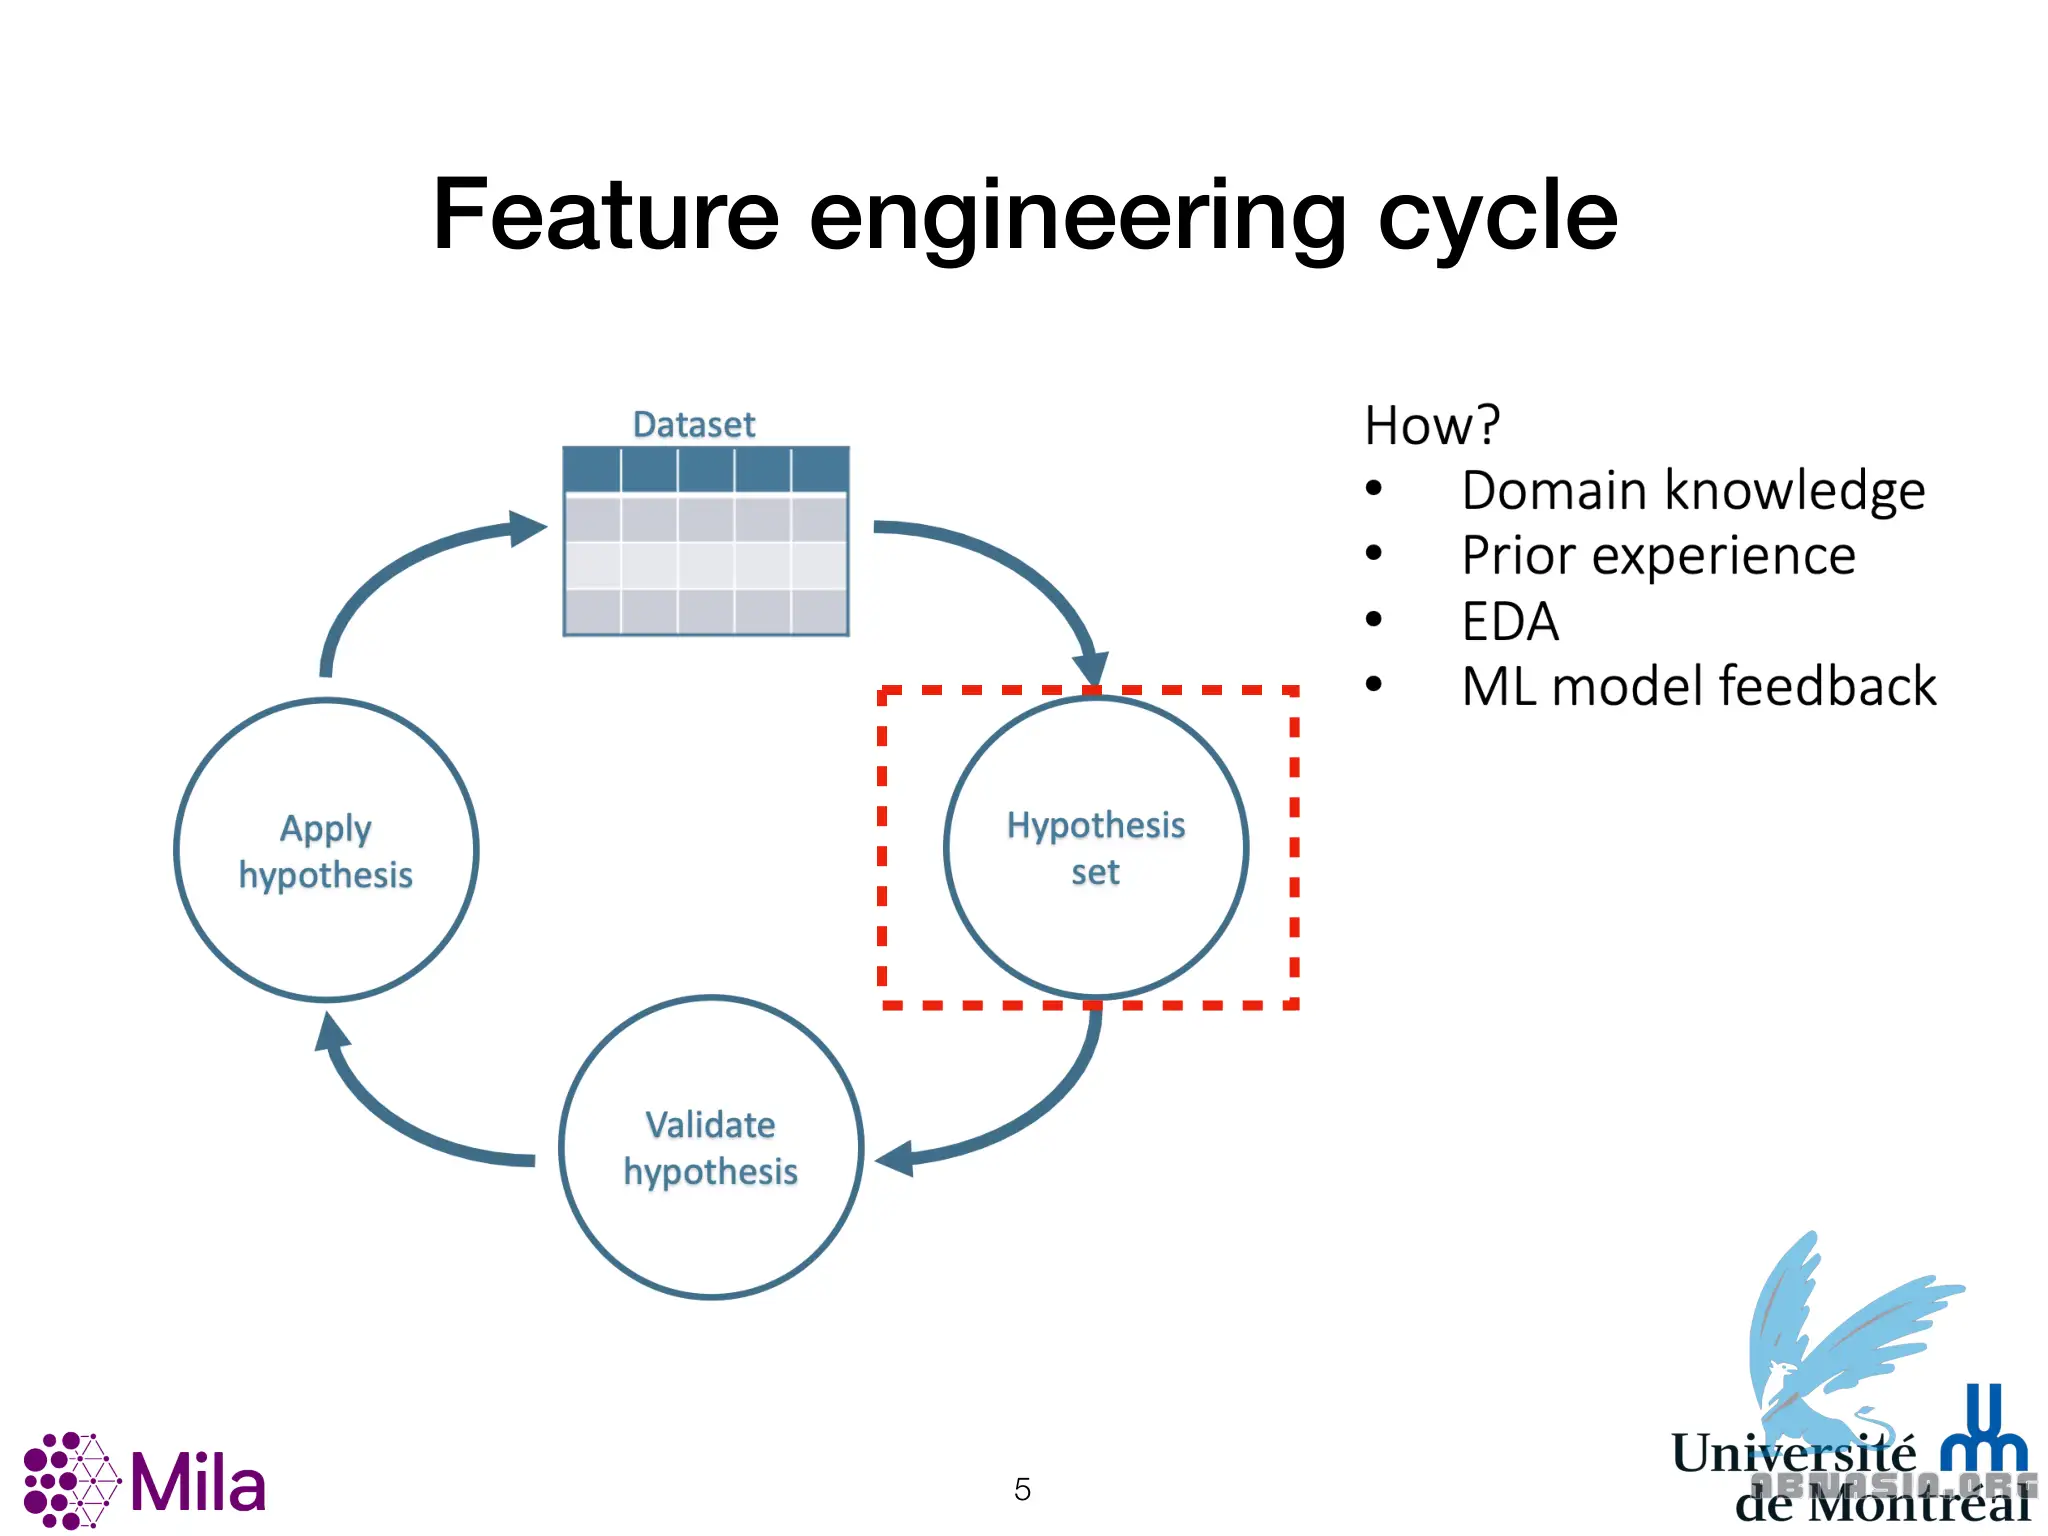 Feature engineering cycle
Dataset
Hypothesis
set
Validate
hypothesis
Apply
hypothesis
How?
• Domain knowledge
• Prior experience
• EDA
• ML model feedback
Mila
5
Université
de Montréal
ABNASIA.ORG